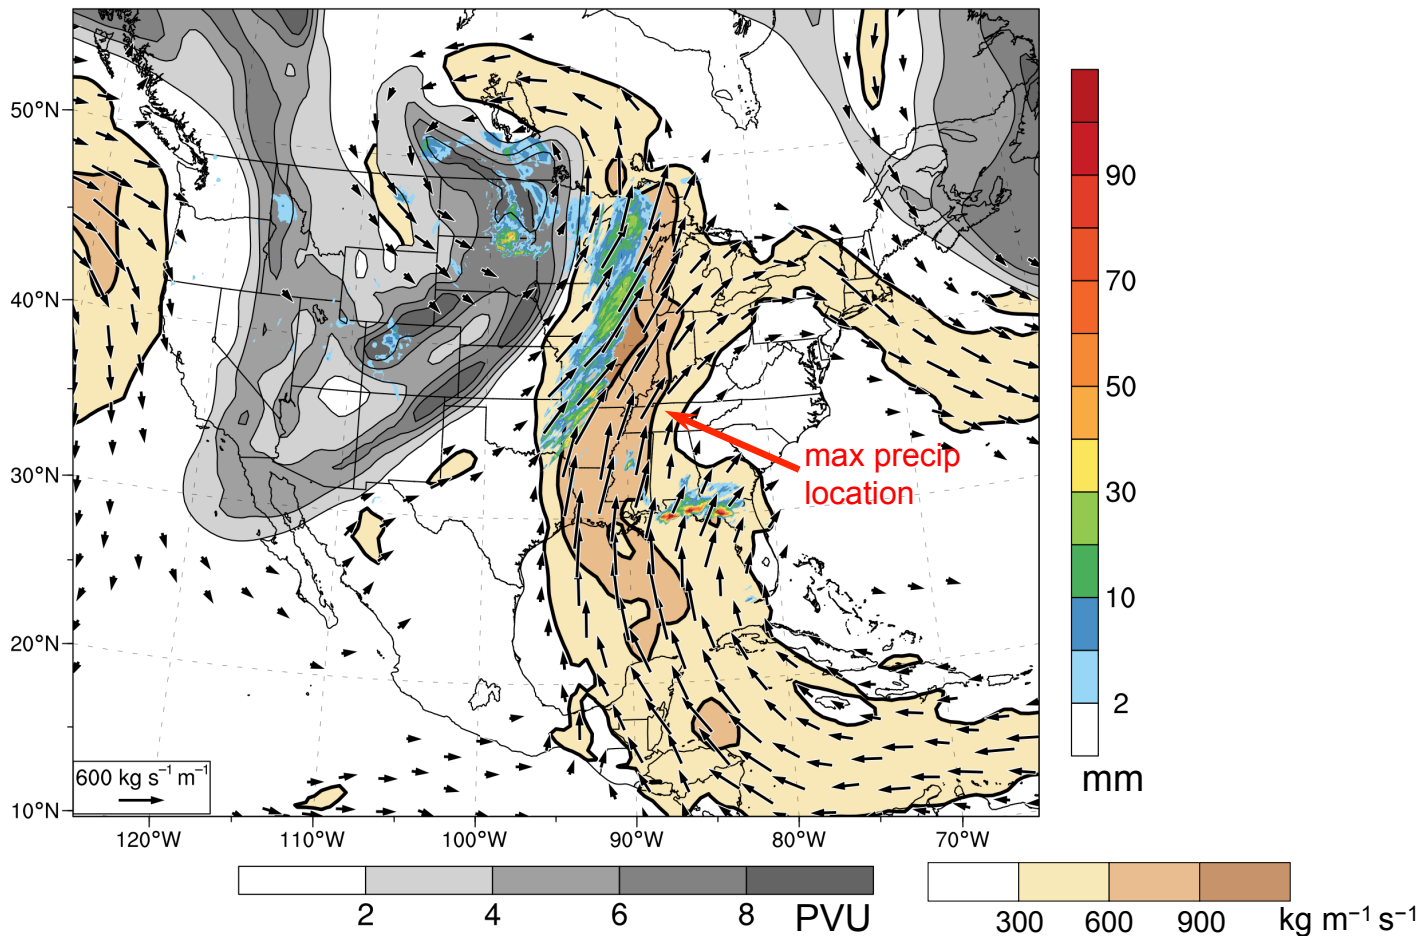 50°N
40°N
30°N
20°N
10°N
120°W
110°W
100°W
90°W
80°W
70°W
max precip
location
600 kg s⁻¹ m⁻¹
90
70
50
30
10
2
mm
2 4 6 8 PVU
300 600 900 kg m⁻¹ s⁻¹